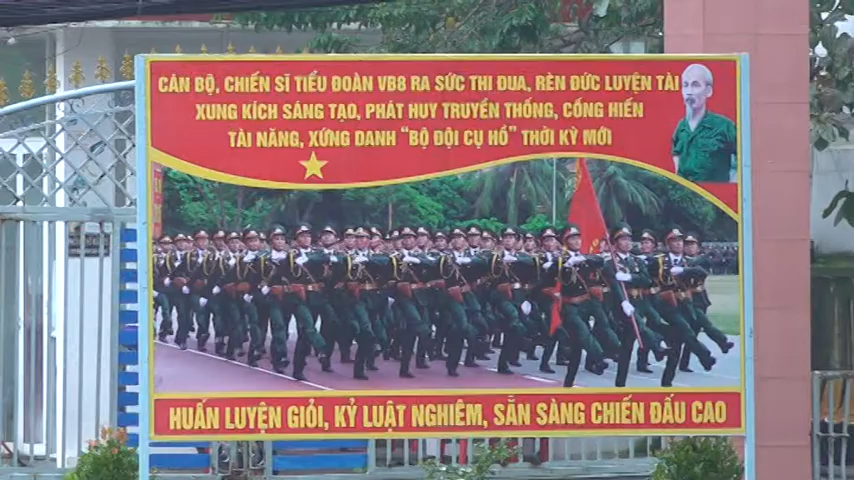 CÁN BỘ, CHIẾN SĨ TIỂU ĐOÀN VB8 RA SỨC THI ĐUA, RÈN ĐỨC LUYỆN TÀI
XUNG KÍCH SÁNG TẠO, PHÁT HUY TRUYỀN THỐNG, CỐNG HIẾN
TÀI NĂNG, XỨNG DANH "BỘ ĐỘI CỤ HỒ" THỜI KỲ MỚI
HUẤN LUYỆN GIỎI, KỶ LUẬT NGHIÊM, SẴN SÀNG CHIẾN ĐẤU CAO